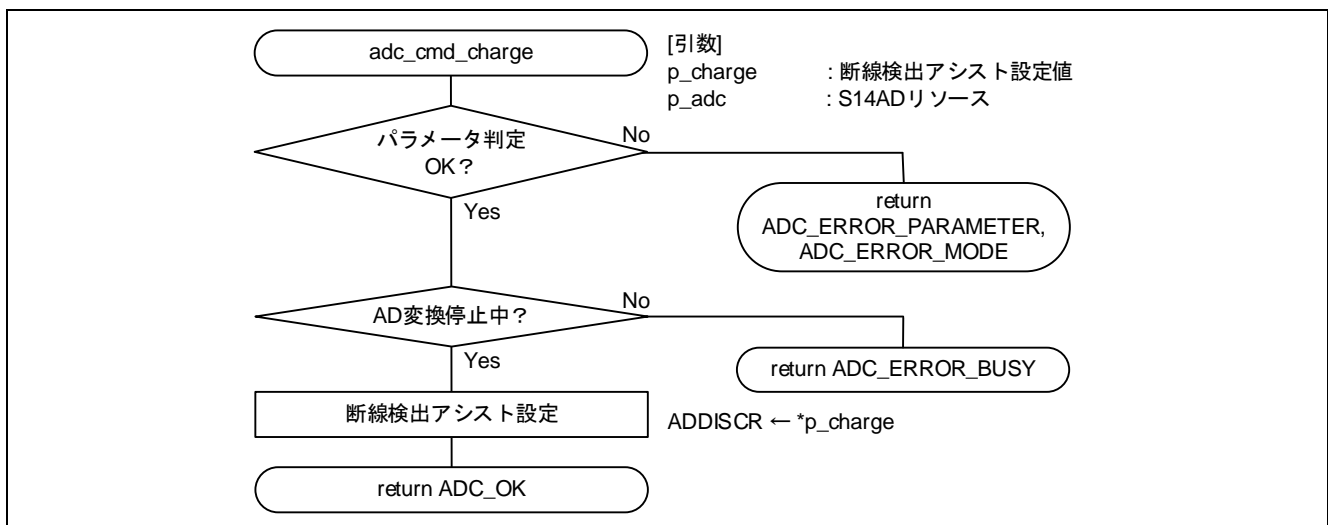 adc_cmd_charge
[引数]
p_charge : 断線検出アシスト設定値
p_adc : S14ADリソース
パラメータ判定
OK？
No
Yes
return
ADC_ERROR_PARAMETER,
ADC_ERROR_MODE
AD変換停止中？
No
Yes
return ADC_ERROR_BUSY
断線検出アシスト設定
ADDISCR ← *p_charge
return ADC_OK